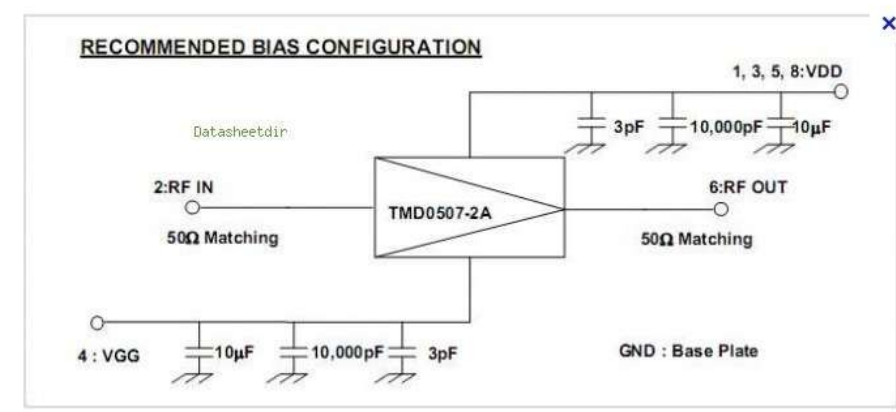 RECOMMENDED BIAS CONFIGURATION
1, 3, 5, 8:VDD
Datasheetdir
3pF
10,000pF
10μF
2:RF IN
6:RF OUT
TMD0507-2A
50Ω Matching
50Ω Matching
4 : VGG
10μF
10,000pF
3pF
GND : Base Plate